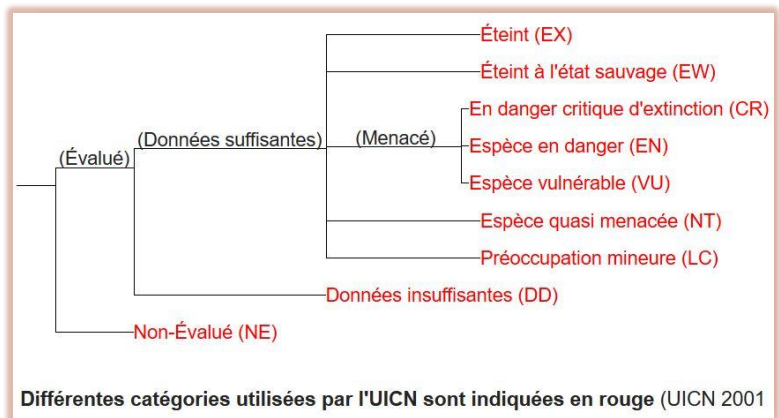 Éteint (EX)
Éteint à l'état sauvage (EW)
En danger critique d'extinction (CR)
(Données suffisantes)
(Menacé)
Espèce en danger (EN)
(Évalué)
Espèce vulnérable (VU)
Espèce quasi menacée (NT)
Préoccupation mineure (LC)
Données insuffisantes (DD)
Non-Évalué (NE)
Différentes catégories utilisées par l'UICN sont indiquées en rouge (UICN 2001